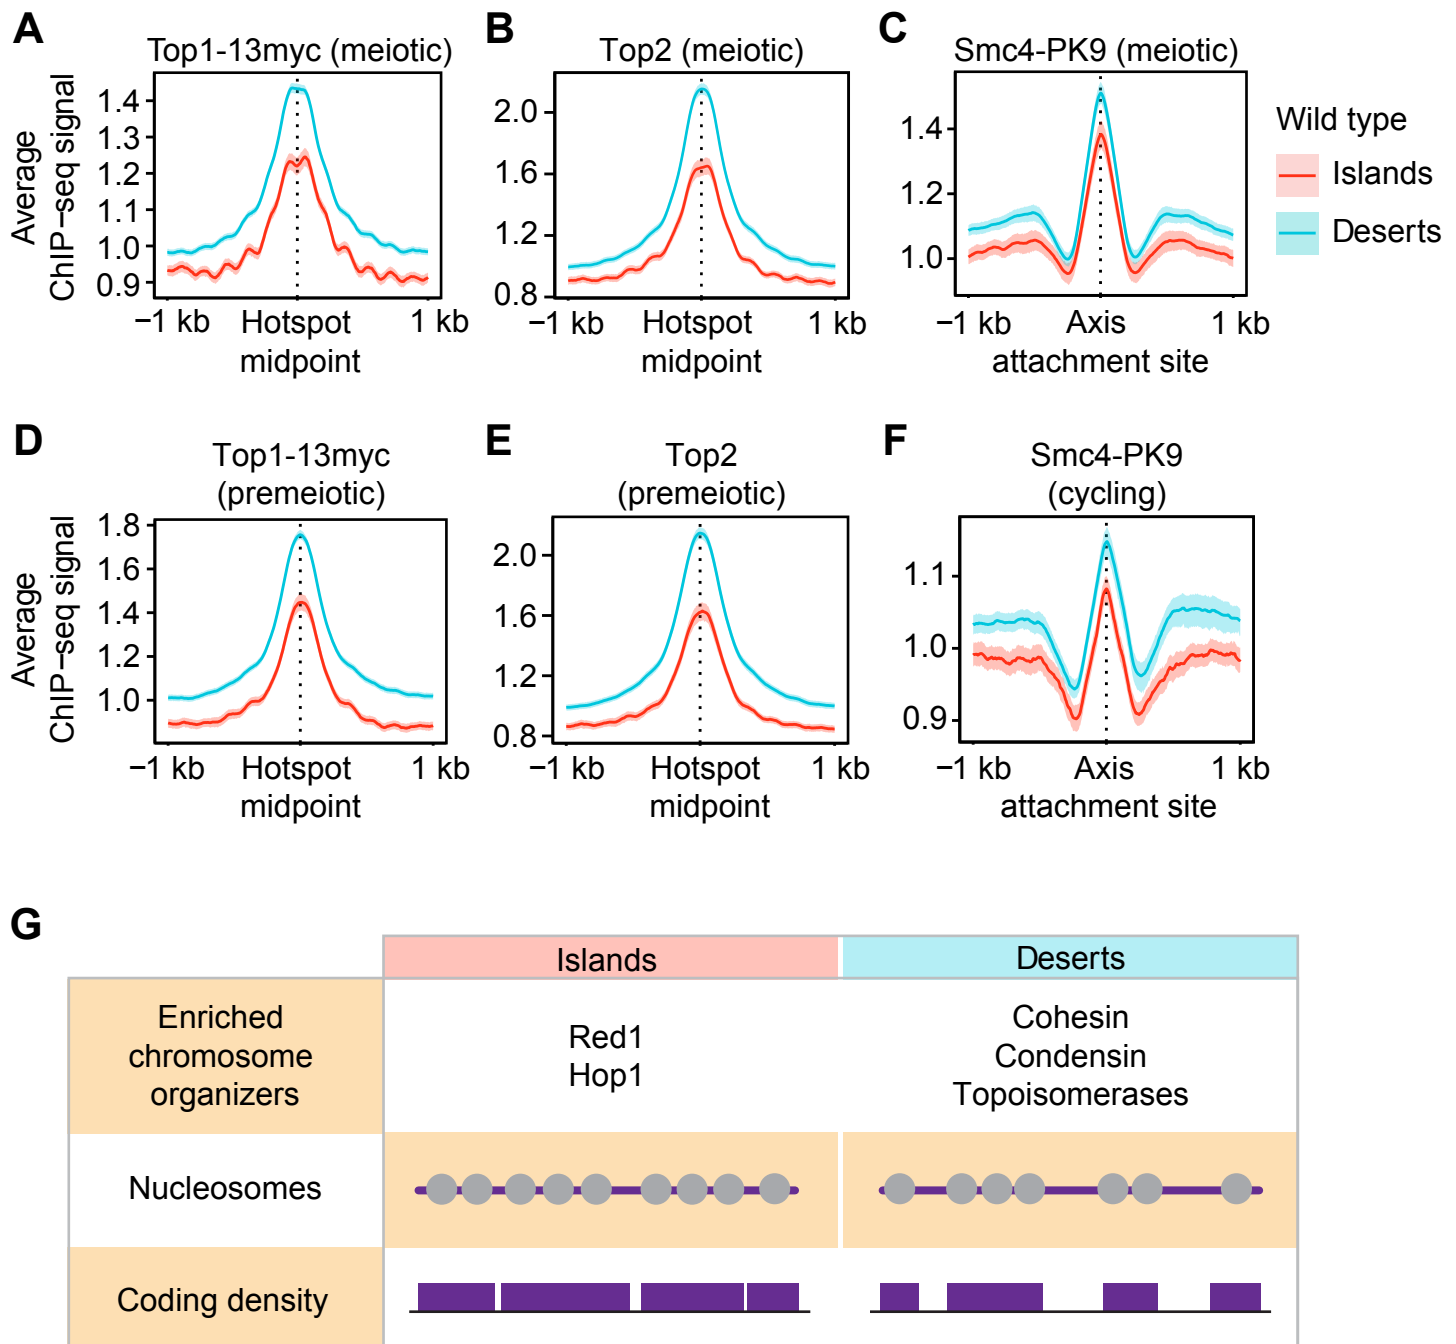 A
Top1-13myc (meiotic)
Average
ChIP−seq signal
1.4
1.3
1.2
1.1
1.0
0.9
−1 kb
Hotspot
midpoint
1 kb
B
Top2 (meiotic)
2.0
1.6
1.2
0.8
−1 kb
Hotspot
midpoint
1 kb
C
Smc4-PK9 (meiotic)
1.4
1.2
1.0
−1 kb
Axis
attachment site
1 kb
Wild type
Islands
Deserts
D
Top1-13myc
(premeiotic)
Average
ChIP−seq signal
1.8
1.6
1.4
1.2
1.0
−1 kb
Hotspot
midpoint
1 kb
E
Top2
(premeiotic)
2.0
1.6
1.2
0.8
−1 kb
Hotspot
midpoint
1 kb
F
Smc4-PK9
(cycling)
1.1
1.0
0.9
−1 kb
Axis
attachment site
1 kb
G
Islands
Deserts
Enriched
chromosome
organizers
Red1
Hop1
Cohesin
Condensin
Topoisomerases
Nucleosomes
Coding density